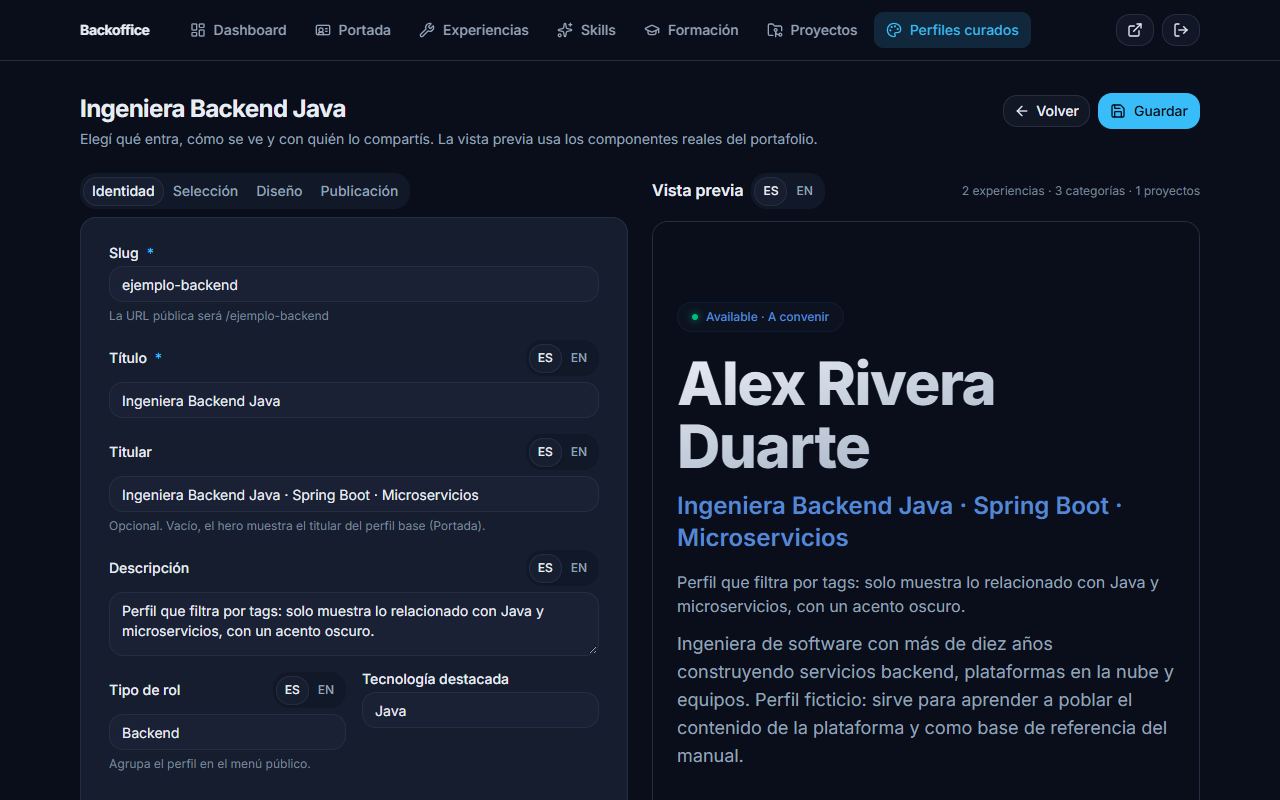 Backoffice
Dashboard
Portada
Experiencias
Skills
Formación
Proyectos
Perfiles curados
Ingeniera Backend Java
Elegí qué entra, cómo se ve y con quién lo compartís. La vista previa usa los componentes reales del portafolio.
Volver
Guardar
Identidad
Selección
Diseño
Publicación
Slug *
ejemplo-backend
La URL pública será /ejemplo-backend
Título *
ES EN
Ingeniera Backend Java
Titular
ES EN
Ingeniera Backend Java · Spring Boot · Microservicios
Opcional. Vacío, el hero muestra el titular del perfil base (Portada).
Descripción
ES EN
Perfil que filtra por tags: solo muestra lo relacionado con Java y
microservicios, con un acento oscuro.
Tipo de rol
ES EN
Backend
Agrupa el perfil en el menú público.
Tecnología destacada
Java
Vista previa
ES EN
2 experiencias · 3 categorías · 1 proyectos
Available · A convenir
Alex Rivera
Duarte
Ingeniera Backend Java · Spring Boot ·
Microservicios
Perfil que filtra por tags: solo muestra lo relacionado con Java y
microservicios, con un acento oscuro.
Ingeniera de software con más de diez años
construyendo servicios backend, plataformas en la nube y
equipos. Perfil ficticio: sirve para aprender a poblar el
contenido de la plataforma y como base de referencia del
manual.